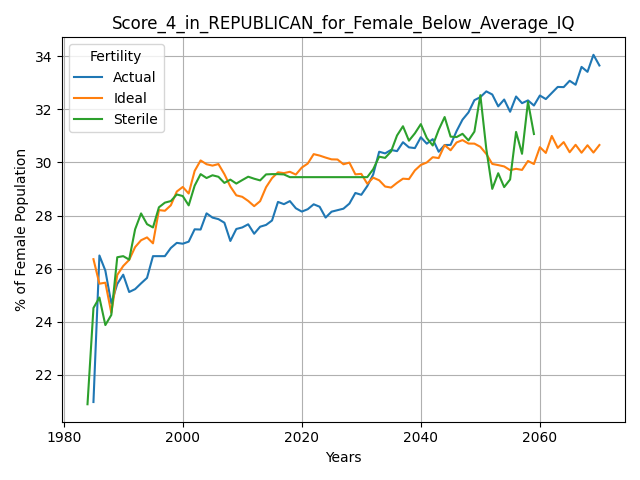 Score_4_in_REPUBLICAN_for_Female_Below_Average_IQ
Fertility
Actual
Ideal
Sterile
% of Female Population
34
32
30
28
26
24
22
1980
2000
2020
2040
2060
Years